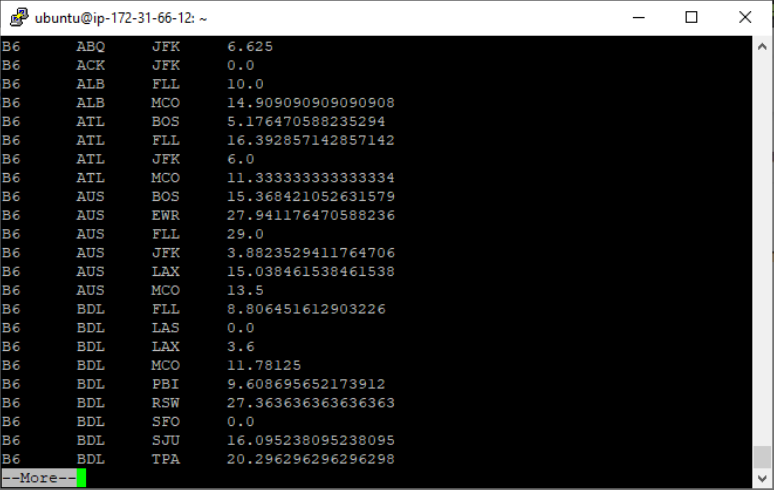 ubuntu@ip-172-31-66-12: ~
B6 ABQ JFK 6.625
B6 ACK JFK 0.0
B6 ALB FLL 10.0
B6 ALB MCO 14.909090909090908
B6 ATL BOS 5.176470588235294
B6 ATL FLL 16.392857142857142
B6 ATL JFK 6.0
B6 ATL MCO 11.333333333333334
B6 AUS BOS 15.368421052631579
B6 AUS EWR 27.941176470588236
B6 AUS FLL 29.0
B6 AUS JFK 3.8823529411764706
B6 AUS LAX 15.038461538461538
B6 AUS MCO 13.5
B6 BDL FLL 8.806451612903226
B6 BDL LAS 0.0
B6 BDL LAX 3.6
B6 BDL MCO 11.78125
B6 BDL PBI 9.608695652173912
B6 BDL RSW 27.363636363636363
B6 BDL SFO 0.0
B6 BDL SJU 16.095238095238095
B6 BDL TPA 20.296296296296298
--More--